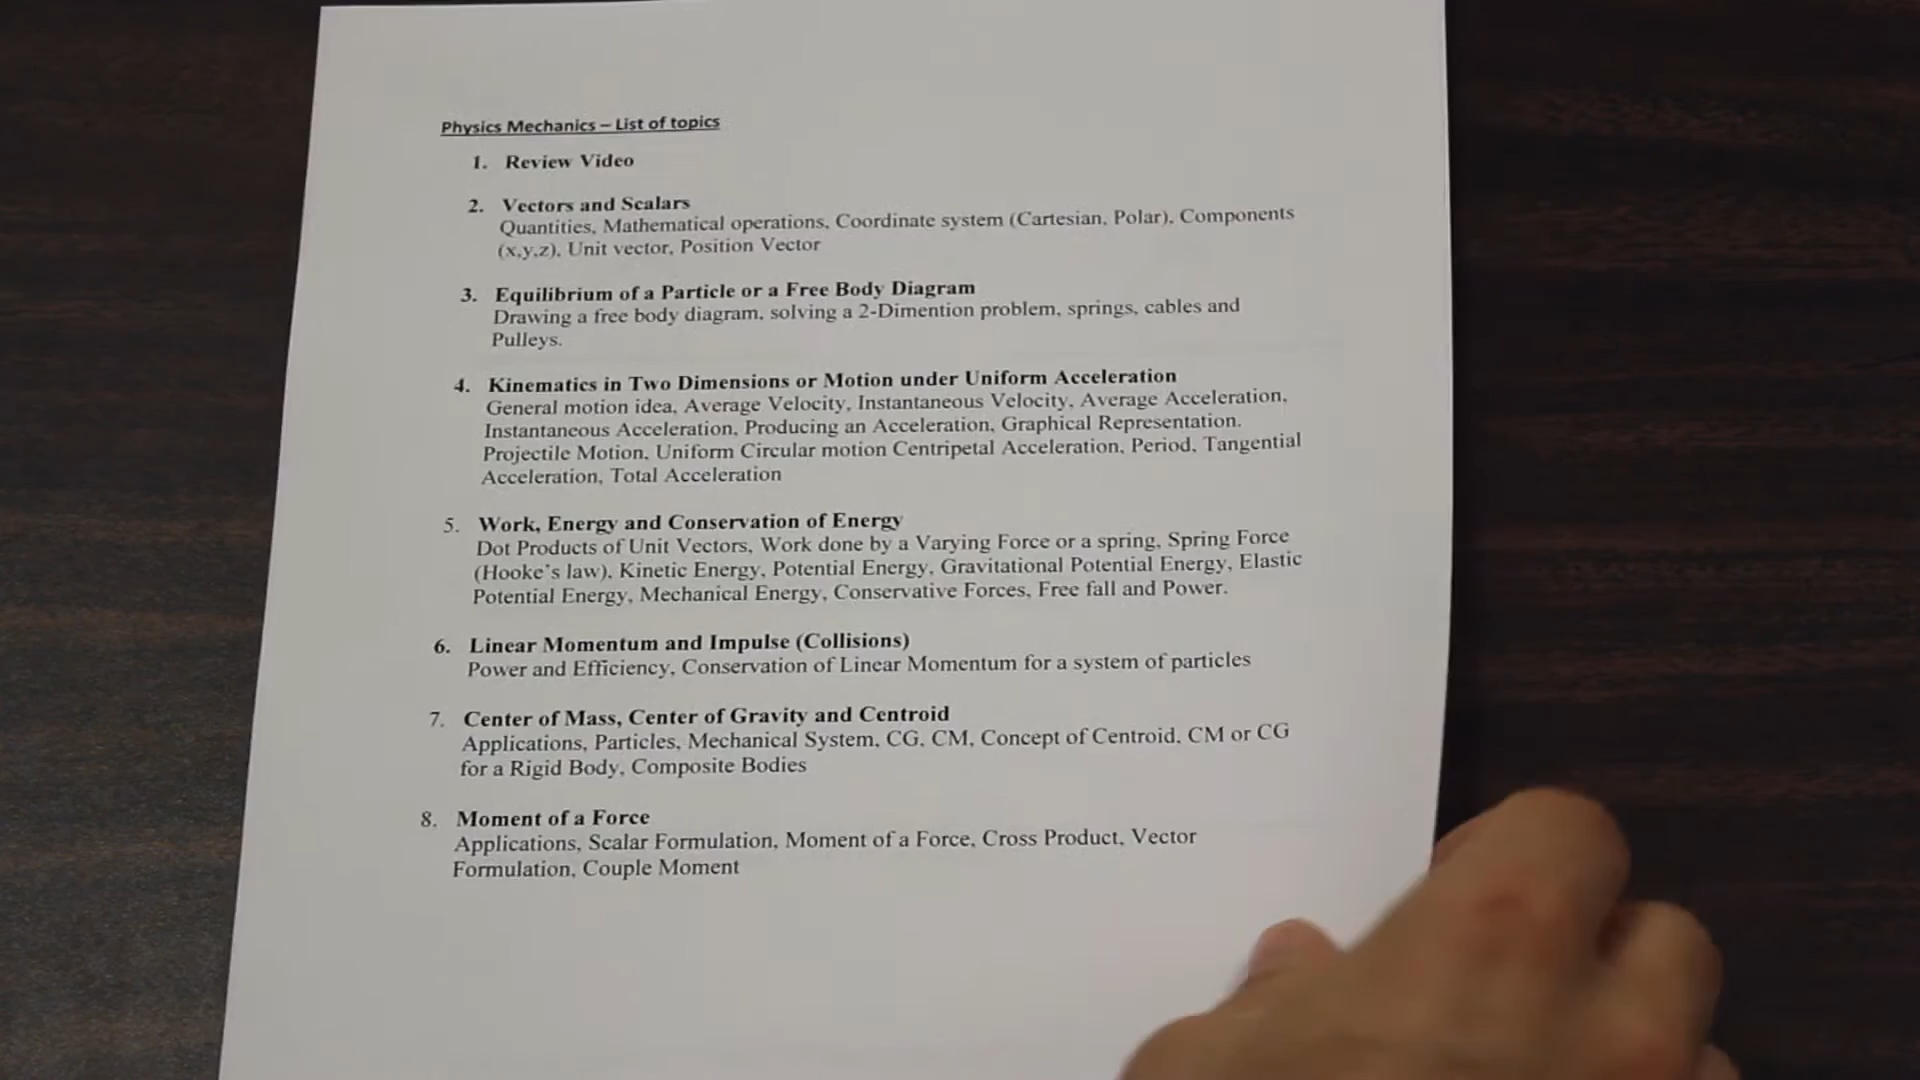 Physics Mechanics – List of topics
1. Review Video
2. Vectors and Scalars
Quantities, Mathematical operations, Coordinate system (Cartesian, Polar), Components
(x,y,z), Unit vector, Position Vector
3. Equilibrium of a Particle or a Free Body Diagram
Drawing a free body diagram, solving a 2-Dimention problem, springs, cables and
Pulleys.
4. Kinematics in Two Dimensions or Motion under Uniform Acceleration
General motion idea, Average Velocity, Instantaneous Velocity, Average Acceleration,
Instantaneous Acceleration, Producing an Acceleration, Graphical Representation.
Projectile Motion, Uniform Circular motion Centripetal Acceleration, Period, Tangential
Acceleration, Total Acceleration
5. Work, Energy and Conservation of Energy
Dot Products of Unit Vectors, Work done by a Varying Force or a spring, Spring Force
(Hooke's law), Kinetic Energy, Potential Energy, Gravitational Potential Energy, Elastic
Potential Energy, Mechanical Energy, Conservative Forces, Free fall and Power.
6. Linear Momentum and Impulse (Collisions)
Power and Efficiency, Conservation of Linear Momentum for a system of particles
7. Center of Mass, Center of Gravity and Centroid
Applications, Particles, Mechanical System, CG, CM, Concept of Centroid, CM or CG
for a Rigid Body, Composite Bodies
8. Moment of a Force
Applications, Scalar Formulation, Moment of a Force, Cross Product, Vector
Formulation, Couple Moment